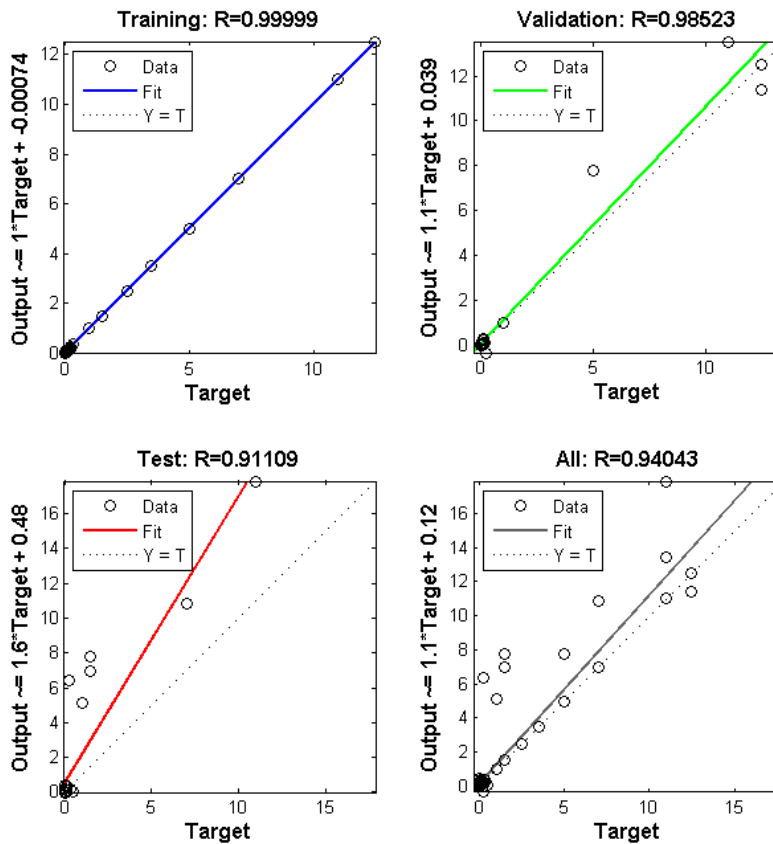 Training: R=0.99999
Output ~= 1*Target + -0.00074
12
10
8
6
4
2
0
Data
Fit
Y = T
0
5
10
Target
Validation: R=0.98523
Output ~= 1.1*Target + 0.039
12
10
8
6
4
2
0
Data
Fit
Y = T
0
5
10
Target
Test: R=0.91109
Output ~= 1.6*Target + 0.48
16
14
12
10
8
6
4
2
0
Data
Fit
Y = T
0
5
10
15
Target
All: R=0.94043
Output ~= 1.1*Target + 0.12
16
14
12
10
8
6
4
2
0
Data
Fit
Y = T
0
5
10
15
Target